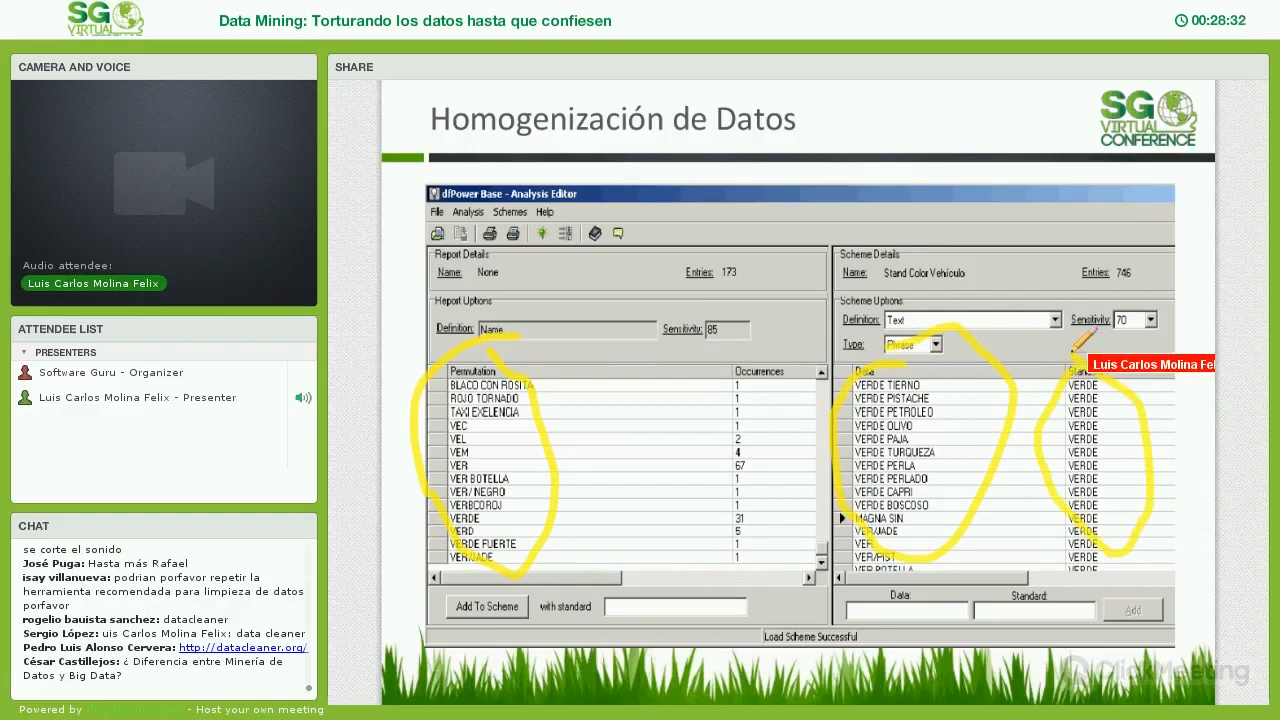 SG
VIRTUAL
Data Mining: Torturando los datos hasta que confiesen
00:28:32
CAMERA AND VOICE
Audio attendee:
Luis Carlos Molina Felix
ATTENDEE LIST
PRESENTERS
Software Guru - Organizer
Luis Carlos Molina Felix - Presenter
CHAT
se corte el sonido
José Puga: Hasta más Rafael
isay villanueva: podrian porfavor repetir la
herramienta recomendada para limpieza de datos
porfavor
rogelio bauista sanchez: datacleaner
Sergio López: uis Carlos Molina Felix: data cleaner
Pedro Luis Alonso Cervera: http://datacleaner.org/
César Castillejos: ¿ Diferencia entre Minería de
Datos y Big Data?
Powered by - Host your own meeting
SHARE
Homogenización de Datos
SG
VIRTUAL
CONFERENCE
dfPower Base - Analysis Editor
File Analysis Schemes Help
Report Details
Name: None Entries: 173
Report Options
Definition: Name Sensitivity: 85
Permutation Occurrences
BLACO CON ROSITA 1
ROJO TORNADO 1
TAXI EXELENCIA 1
VEC 1
VEL 2
VEM 4
VER 67
VER BOTELLA 1
VER/ NEGRO 1
VERBCOROJ 1
VERDE 31
VERD 5
VERDE FUERTE 1
VER/JADE 1
Add To Scheme with standard
Scheme Details
Name: Stand Color Vehículo Entries: 746
Scheme Options
Definition: Text Sensitivity: 70
Type: Phrase
Luis Carlos Molina Fel
Data
VERDE TIERNO VERDE
VERDE PISTACHE VERDE
VERDE PETROLEO VERDE
VERDE OLIVO VERDE
VERDE PAJA VERDE
VERDE TURQUEZA VERDE
VERDE PERLA VERDE
VERDE PERLADO VERDE
VERDE CAPRI VERDE
VERDE BOSCOSO VERDE
MAGNA SIN VERDE
VER/JADE VERDE
VER VERDE
VER/PIST VERDE
VER BOTELLA VERDE
Data: Standard:
Add
Load Scheme Successful
ClickMeeting